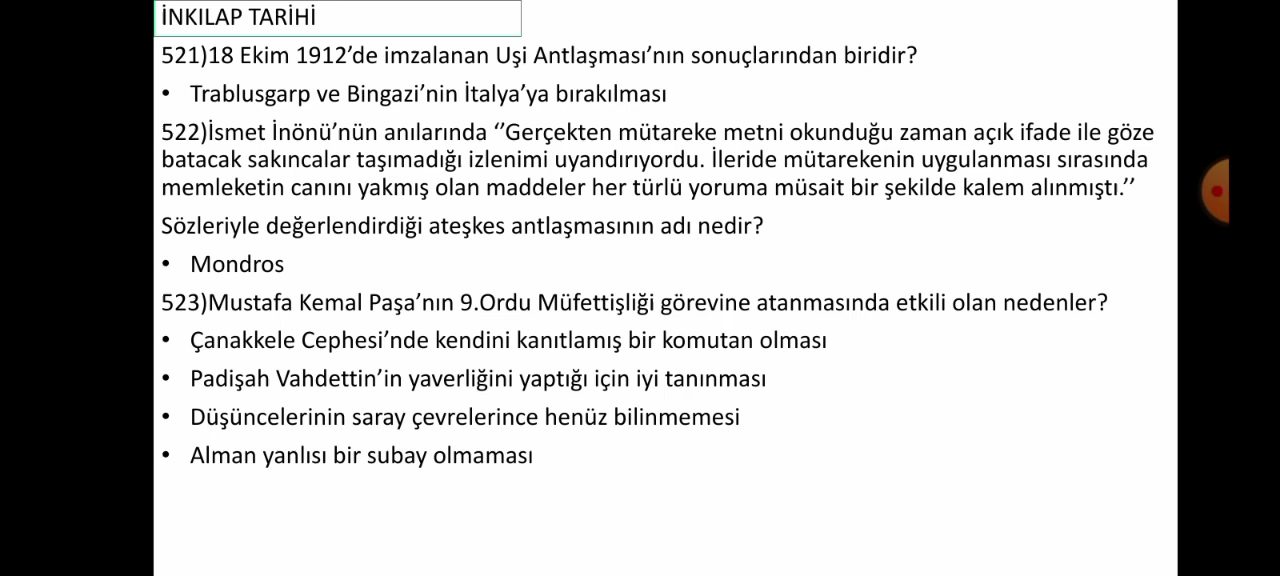 İNKILAP TARİHİ
521)18 Ekim 1912’de imzalanan Uşi Antlaşması’nın sonuçlarından biridir?
• Trablusgarp ve Bingazi’nin İtalya’ya bırakılması
522)İsmet İnönü’nün anılarında ‘’Gerçekten mütareke metni okunduğu zaman açık ifade ile göze
batacak sakıncalar taşımadığı izlenimi uyandırıyordu. İleride mütarekenin uygulanması sırasında
memleketin canını yakmış olan maddeler her türlü yoruma müsait bir şekilde kalem alınmıştı.’’
Sözleriyle değerlendirdiği ateşkes antlaşmasının adı nedir?
• Mondros
523)Mustafa Kemal Paşa’nın 9.Ordu Müfettişliği görevine atanmasında etkili olan nedenler?
• Çanakkele Cephesi’nde kendini kanıtlamış bir komutan olması
• Padişah Vahdettin’in yaverliğini yaptığı için iyi tanınması
• Düşüncelerinin saray çevrelerince henüz bilinmemesi
• Alman yanlısı bir subay olmaması